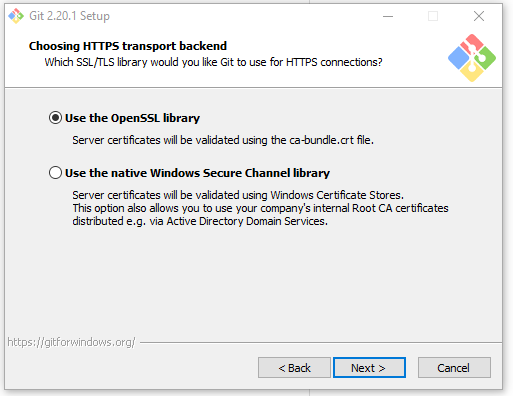 Git 2.20.1 Setup
Choosing HTTPS transport backend
Which SSL/TLS library would you like Git to use for HTTPS connections?
Use the OpenSSL library
Server certificates will be validated using the ca-bundle.crt file.
Use the native Windows Secure Channel library
Server certificates will be validated using Windows Certificate Stores.
This option also allows you to use your company's internal Root CA certificates
distributed e.g. via Active Directory Domain Services.
https://gitforwindows.org/
< Back
Next >
Cancel